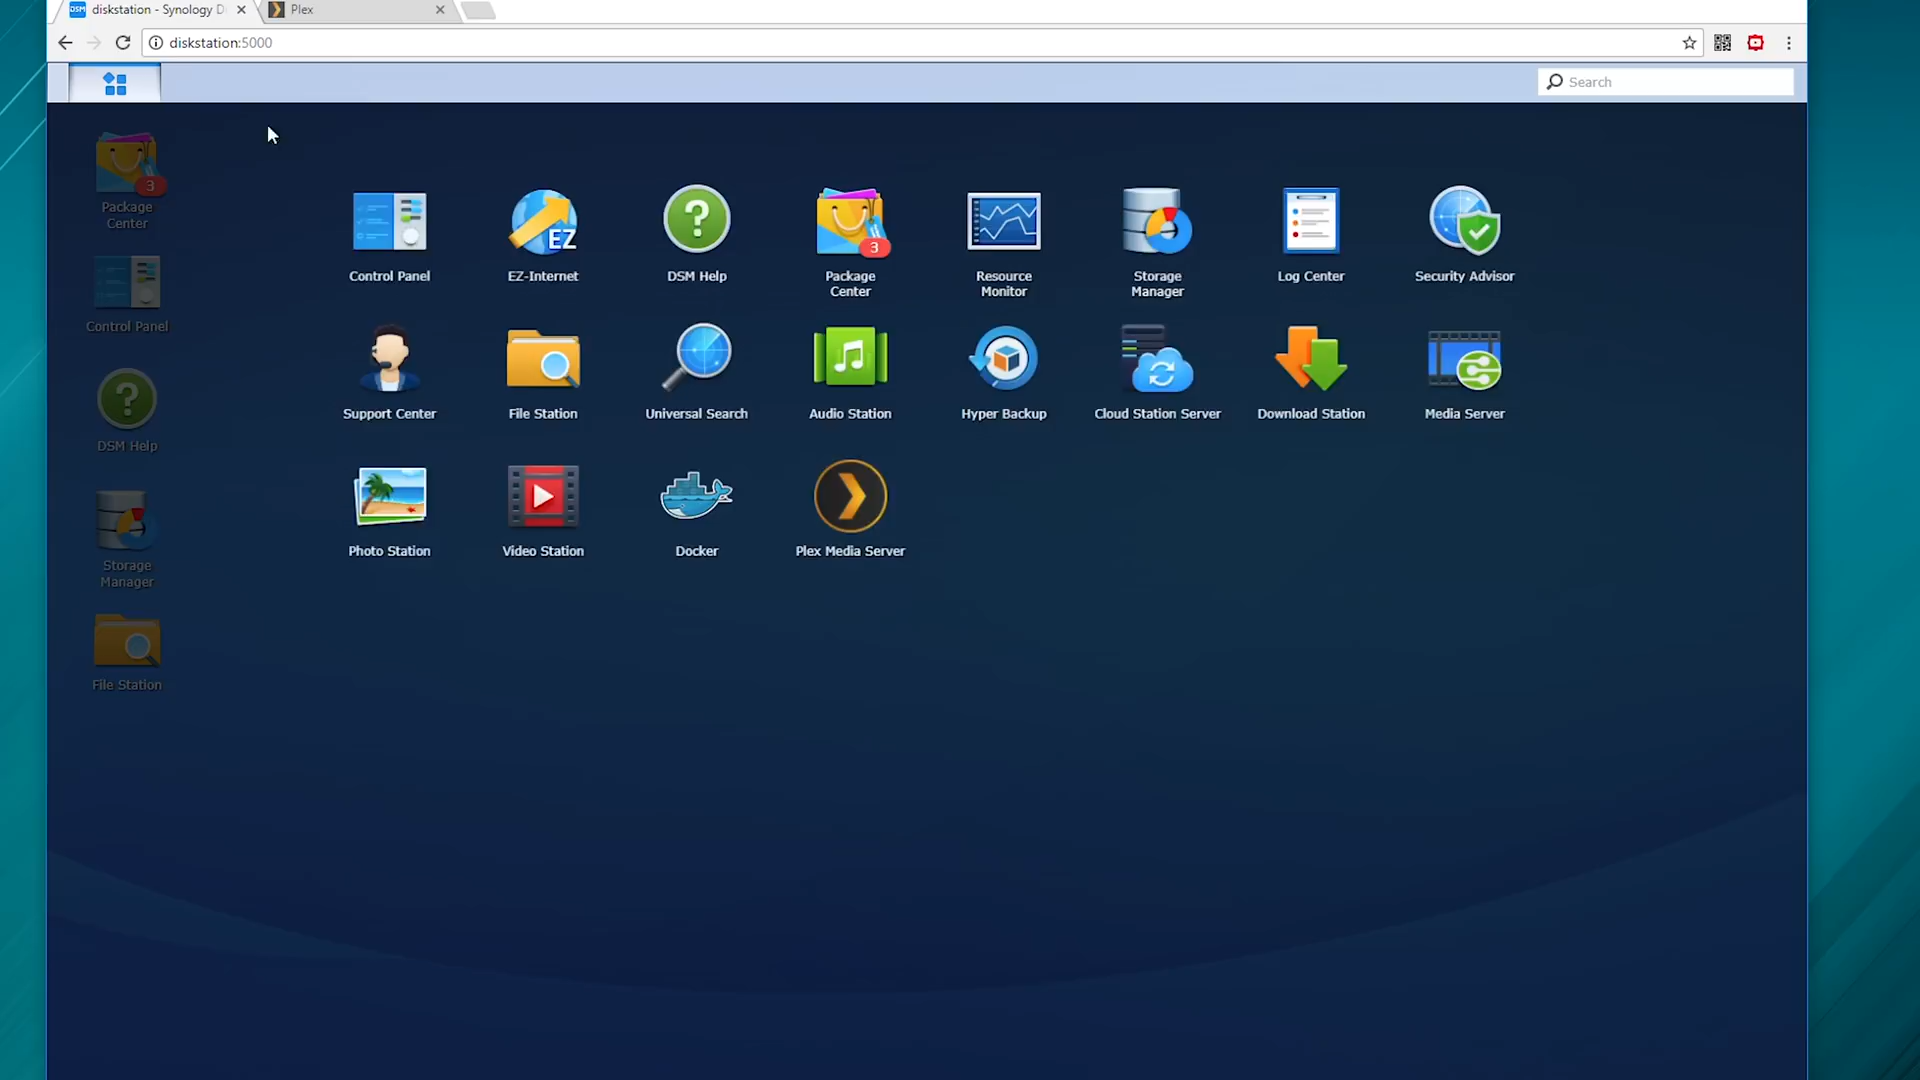 diskstation - Synology D
Plex
diskstation:5000
Search
Package
Center
3
Control Panel
DSM Help
Storage
Manager
File Station
Control Panel
EZ
EZ-Internet
DSM Help
3
Package
Center
Resource
Monitor
Storage
Manager
Log Center
Security Advisor
Support Center
File Station
Universal Search
Audio Station
Hyper Backup
Cloud Station Server
Download Station
Media Server
Photo Station
Video Station
Docker
Plex Media Server